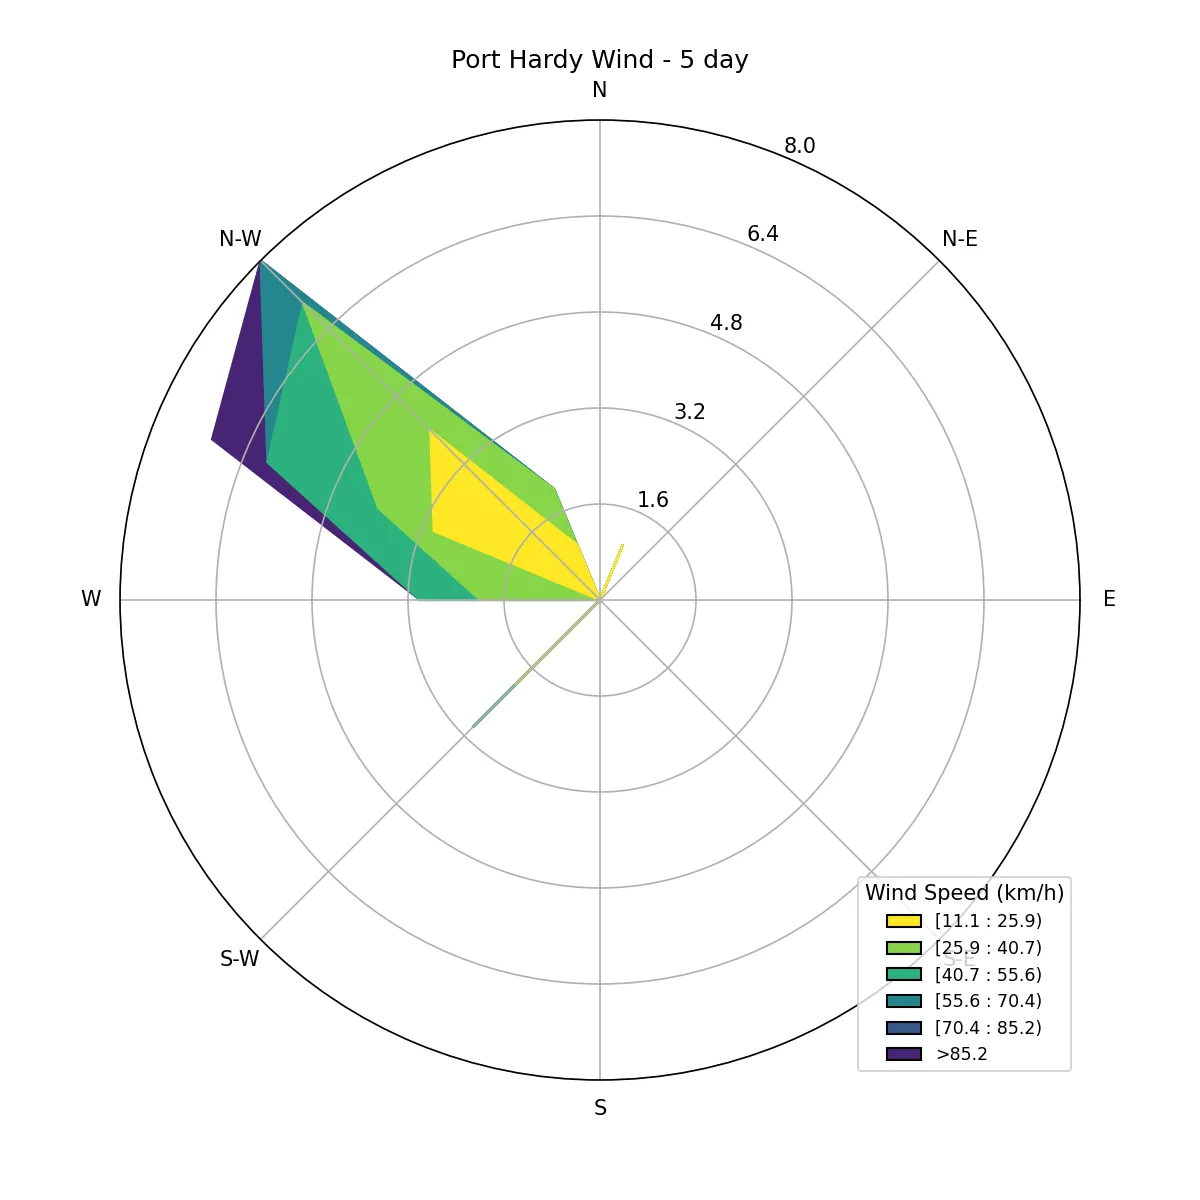 Port Hardy Wind - 5 day
N
8.0
6.4
N-W
N-E
4.8
3.2
1.6
W
E
Wind Speed (km/h)
[11.1 : 25.9)
[25.9 : 40.7)
S-W
S-E
[40.7 : 55.6)
[55.6 : 70.4)
[70.4 : 85.2)
>85.2
S